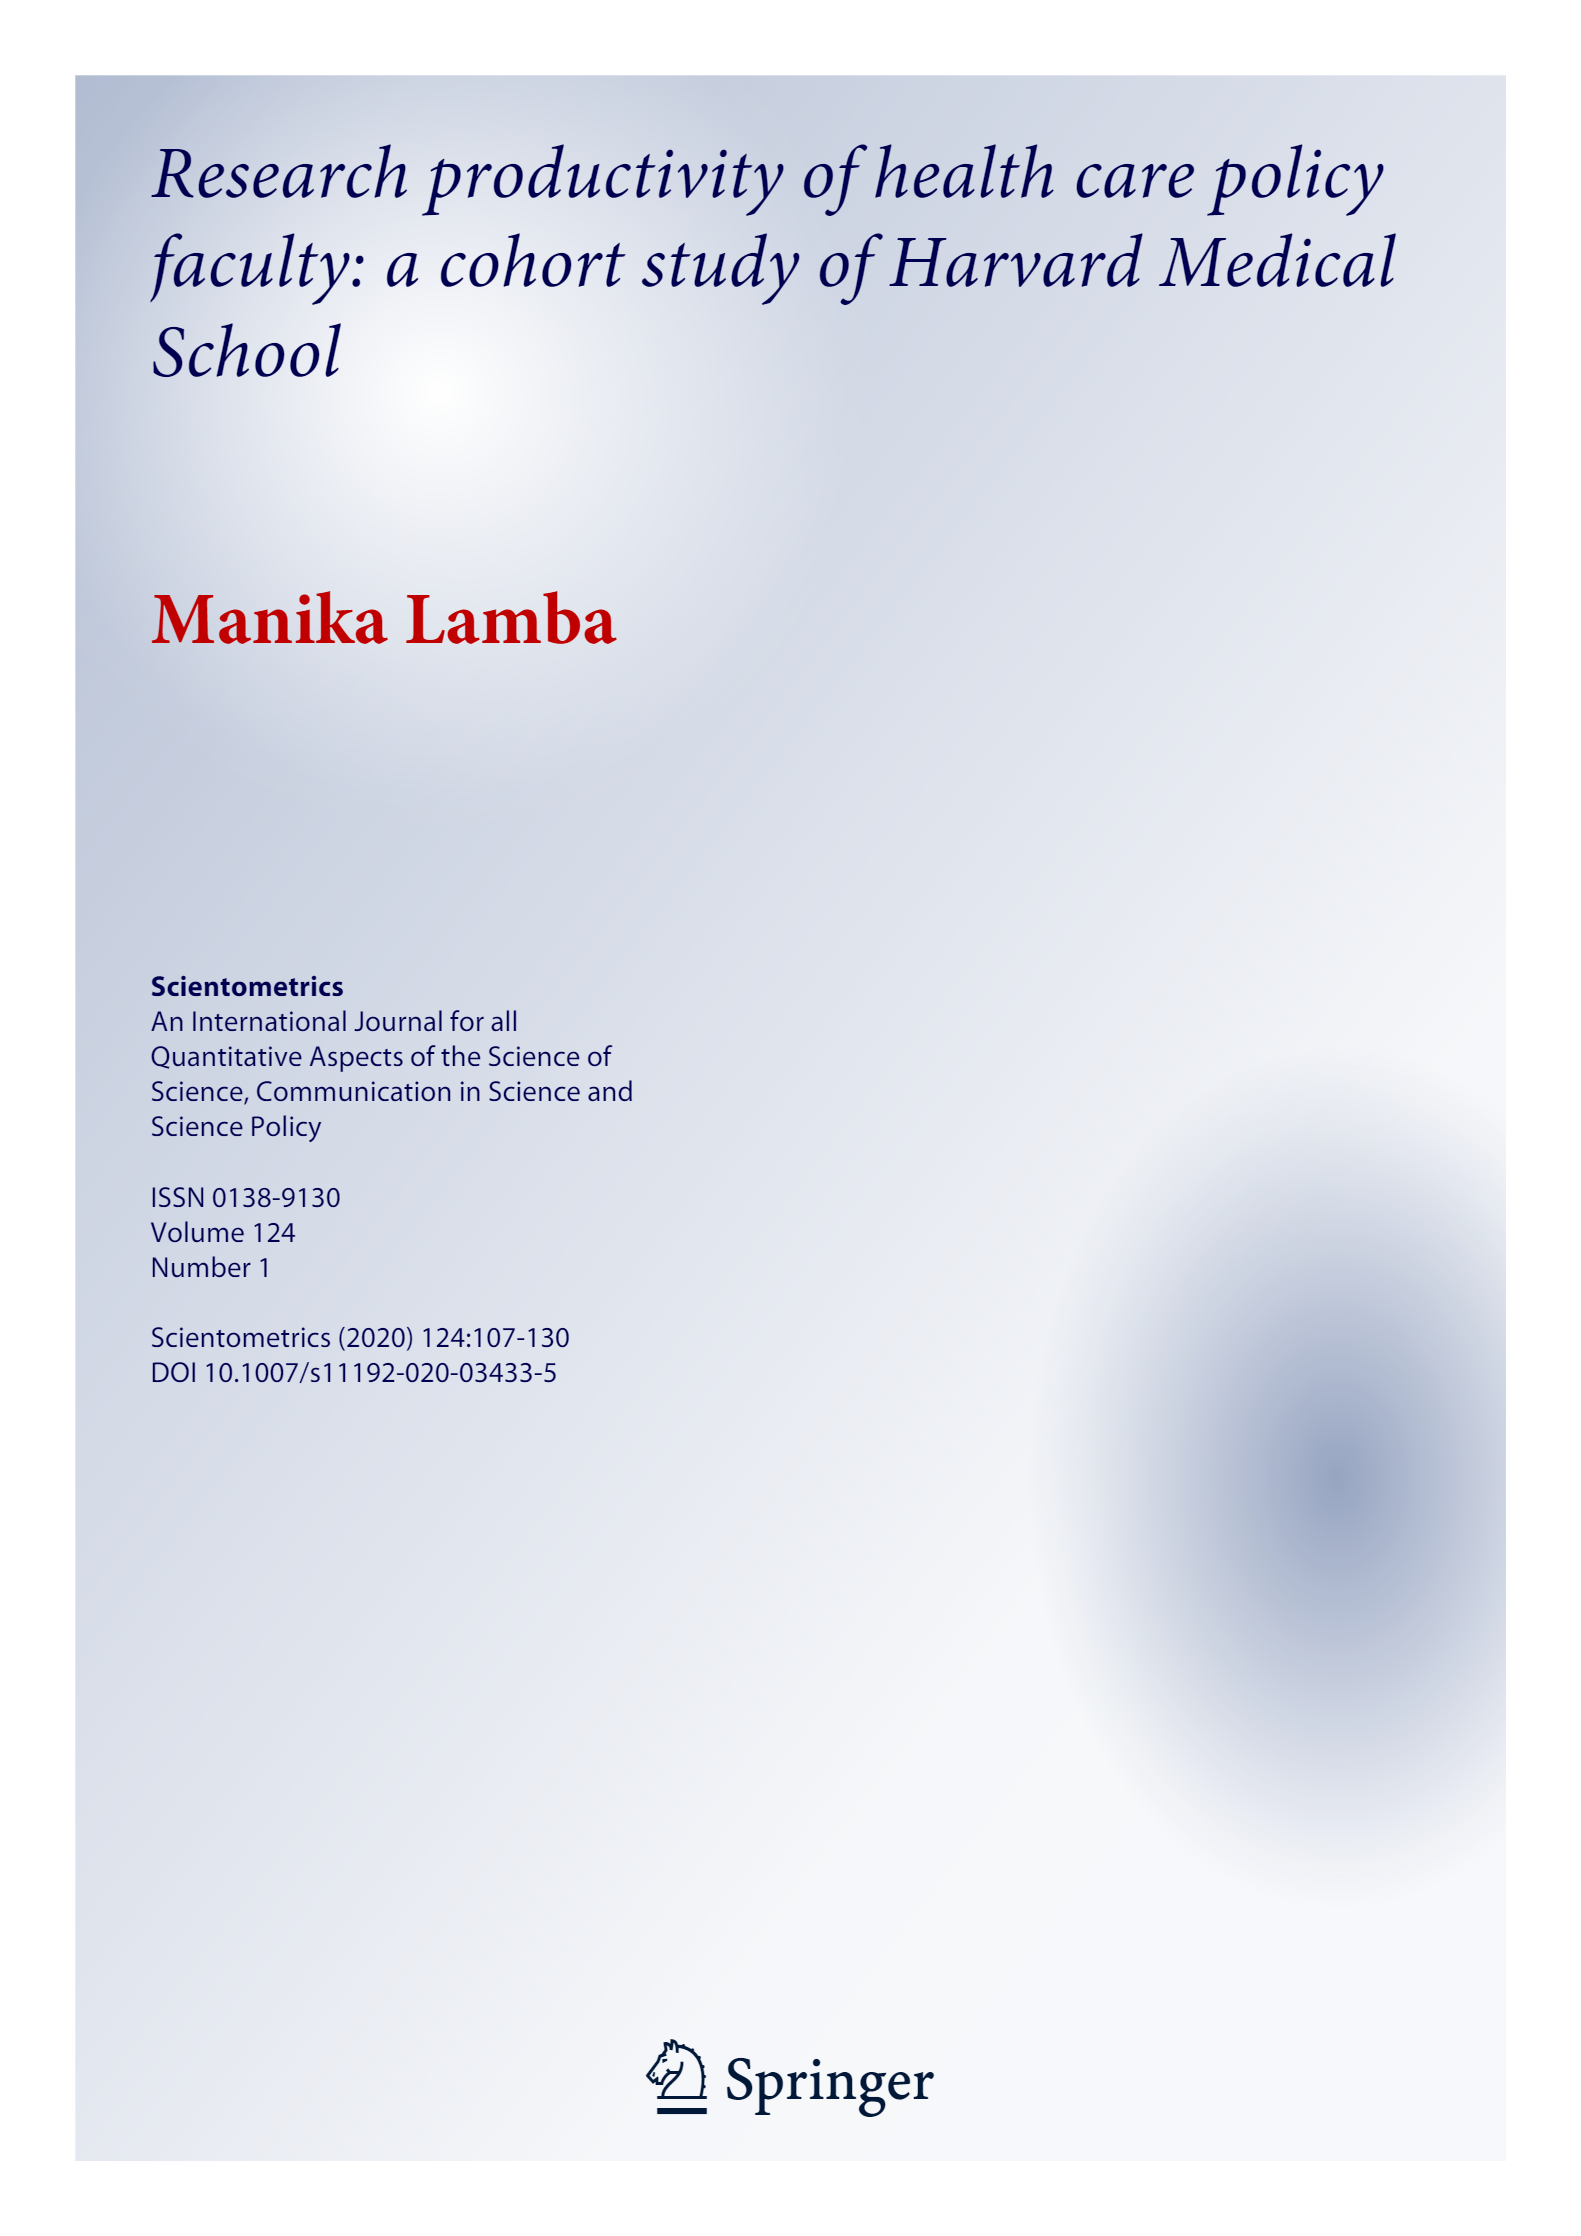 Research productivity of health care policy
faculty: a cohort study of Harvard Medical
School
Manika Lamba
Scientometrics
An International Journal for all
Quantitative Aspects of the Science of
Science, Communication in Science and
Science Policy
ISSN 0138-9130
Volume 124
Number 1
Scientometrics (2020) 124:107-130
DOI 10.1007/s11192-020-03433-5
Springer